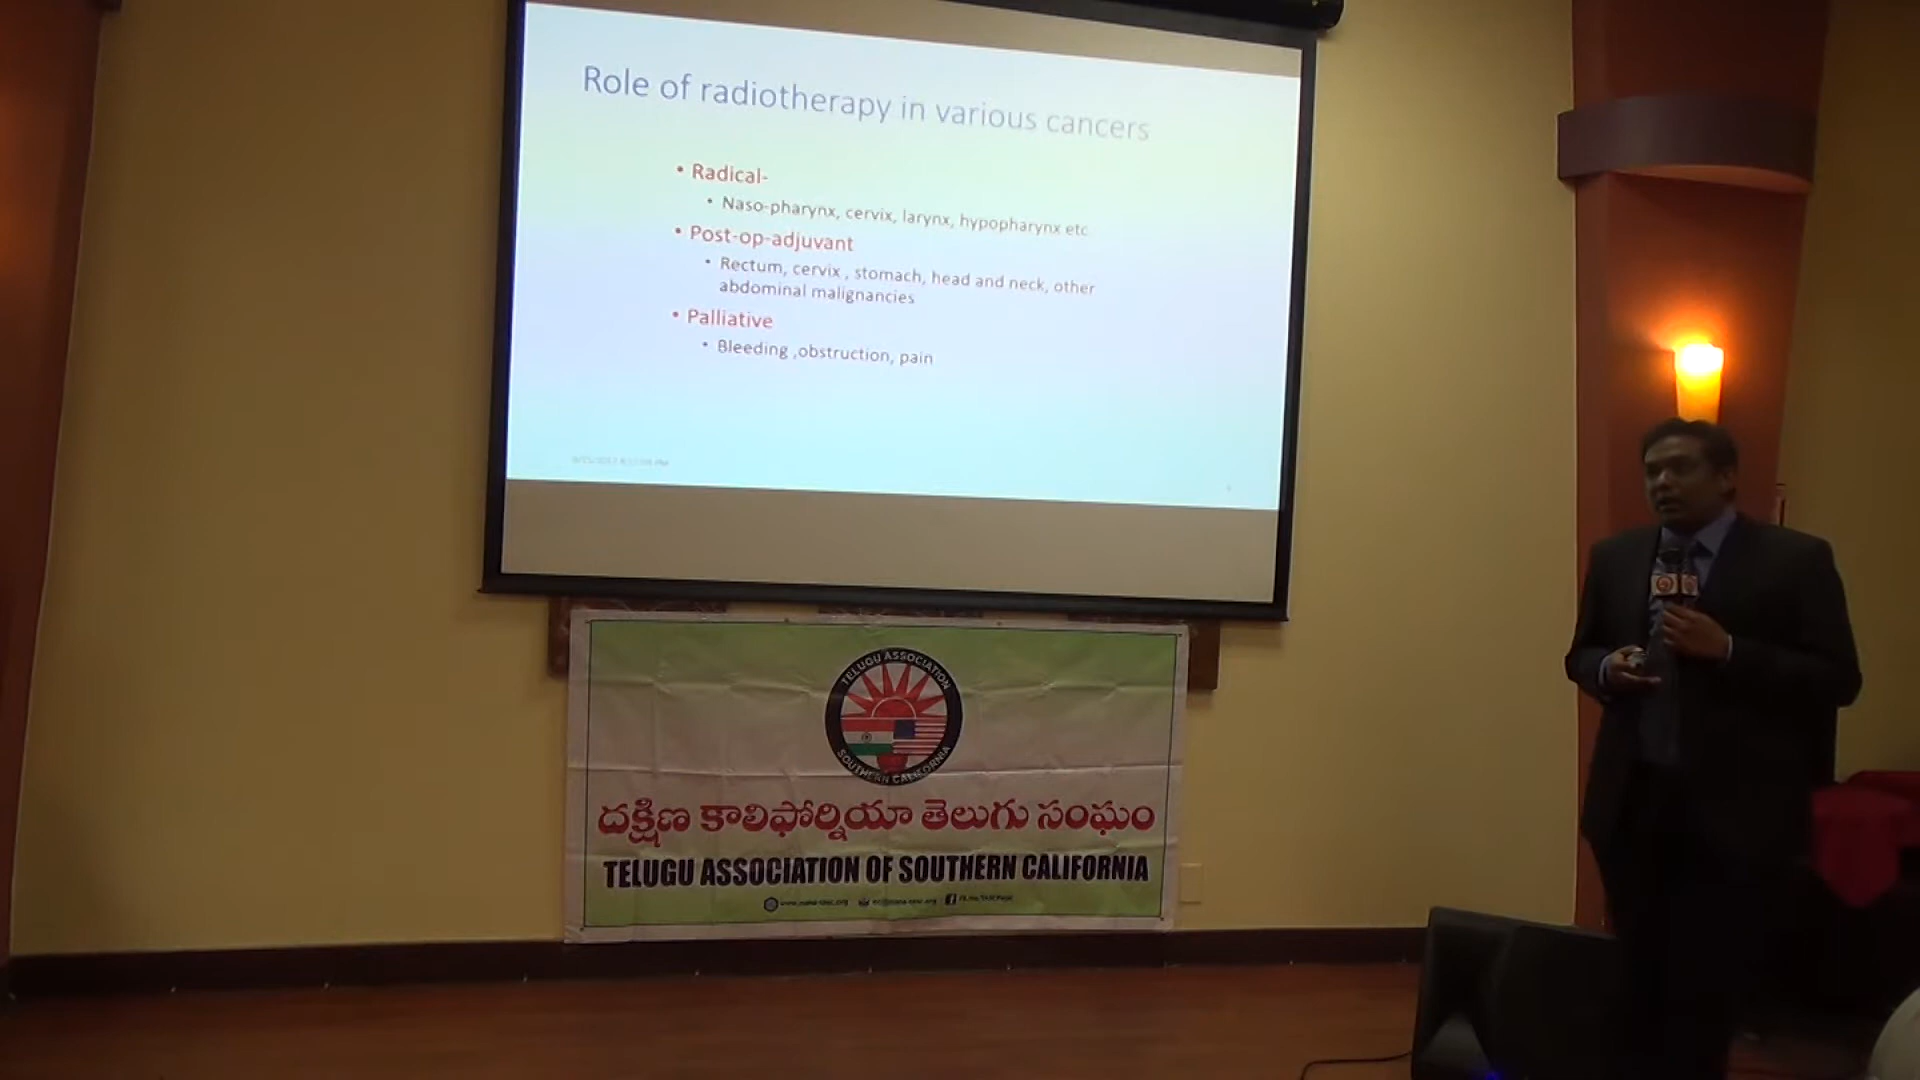 Role of radiotherapy in various cancers
• Radical-
• Naso-pharynx, cervix, larynx, hypopharynx etc
• Post-op-adjuvant
• Rectum, cervix , stomach, head and neck, other
abdominal malignancies
• Palliative
• Bleeding ,obstruction, pain
TELUGU ASSOCIATION
SOUTHERN CALIFORNIA
దక్షిణ కాలిఫోర్నియా తెలుగు సంఘం
TELUGU ASSOCIATION OF SOUTHERN CALIFORNIA